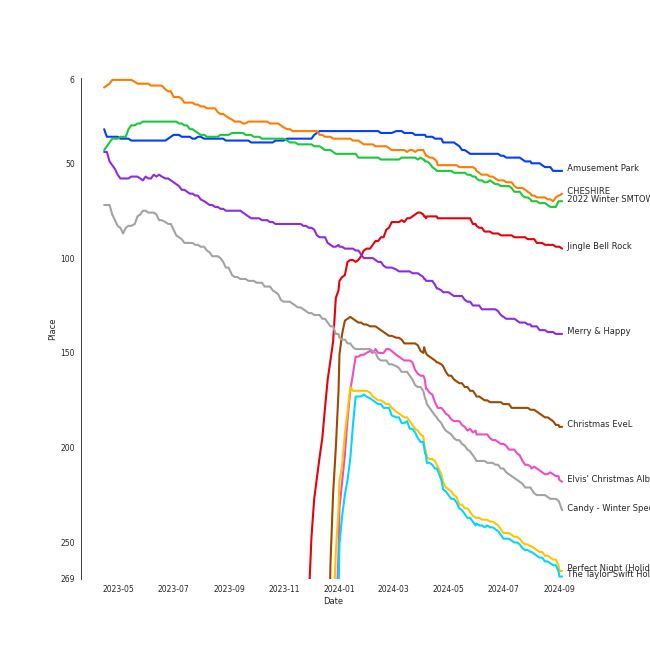 6
50
100
150
200
250
269
Place
2023-05
2023-07
2023-09
2023-11
2024-01
2024-03
2024-05
2024-07
2024-09
Date
Amusement Park
CHESHIRE
2022 Winter SMTOW
Jingle Bell Rock
Merry & Happy
Christmas EveL
Elvis' Christmas Alb
Candy - Winter Spe
Perfect Night (Holid
The Taylor Swift Hol